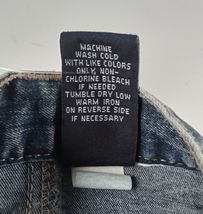 MACHINE
WASH COLD
WITH LIKE COLORS
ONLY, NON-
CHLORINE BLEACH
IF NEEDED
TUMBLE DRY LOW
WARM IRON
ON REVERSE SIDE
IF NECESSARY